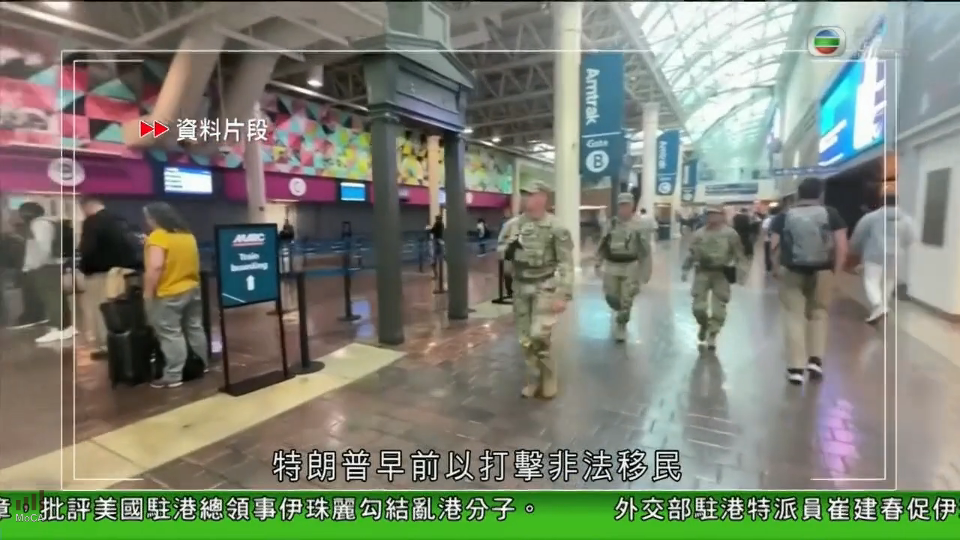 資料片段
Amtrak
Gate
B
Amtrak
C
MARC
Train
boarding
特朗普早前以打擊非法移民
章，批評美國駐港總領事伊珠麗勾結亂港分子。 外交部駐港特派員崔建春促伊
MoCA